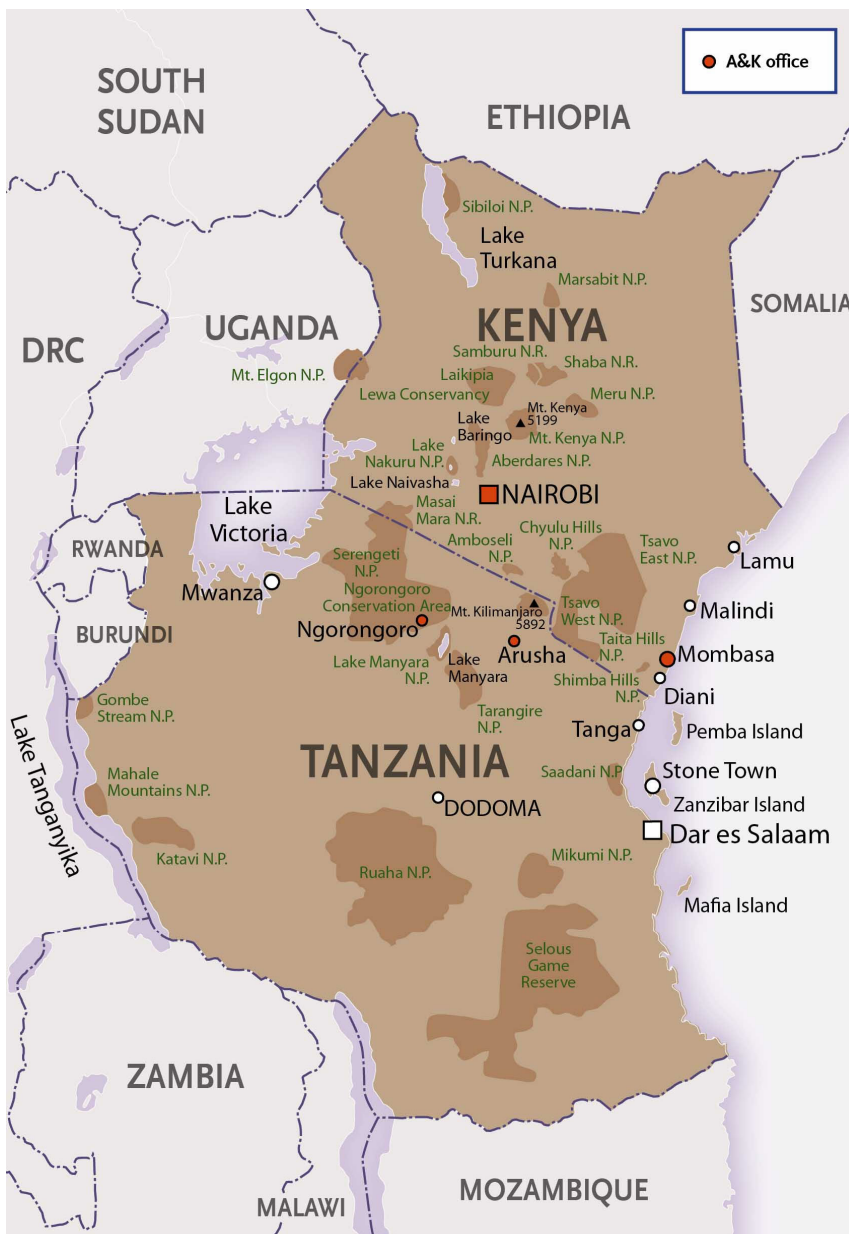 A&K office
SOUTH
SUDAN
ETHIOPIA
Sibiloi N.P.
Lake
Turkana
Marsabit N.P.
SOMALIA
UGANDA
KENYA
DRC
Samburu N.R.
Shaba N.R.
Mt. Elgon N.P.
Laikipia
Lewa Conservancy
Meru N.P.
Mt. Kenya
5199
Lake
Baringo
Mt. Kenya N.P.
Lake
Nakuru N.P.
Aberdares N.P.
Lake Naivasha
NAIROBI
Masai
Mara N.R.
Lake
Victoria
Chyulu Hills
N.P.
Amboseli
N.P.
Tsavo
East N.P.
RWANDA
Lamu
Serengeti
N.P.
Mwanza
Ngorongoro
Conservation Area
Mt. Kilimanjaro
5892
Tsavo
West N.P.
Malindi
BURUNDI
Ngorongoro
Arusha
Taita Hills
N.P.
Mombasa
Lake Manyara
N.P.
Lake
Manyara
Shimba Hills
N.P.
Diani
Gombe
Stream N.P.
Tarangire
N.P.
Tanga
Pemba Island
Lake Tanganyika
TANZANIA
Mahale
Mountains N.P.
Saadani N.P.
Stone Town
Zanzibar Island
DODOMA
Dar es Salaam
Katavi N.P.
Ruaha N.P.
Mikumi N.P.
Mafia Island
Selous
Game
Reserve
ZAMBIA
MALAWI
MOZAMBIQUE